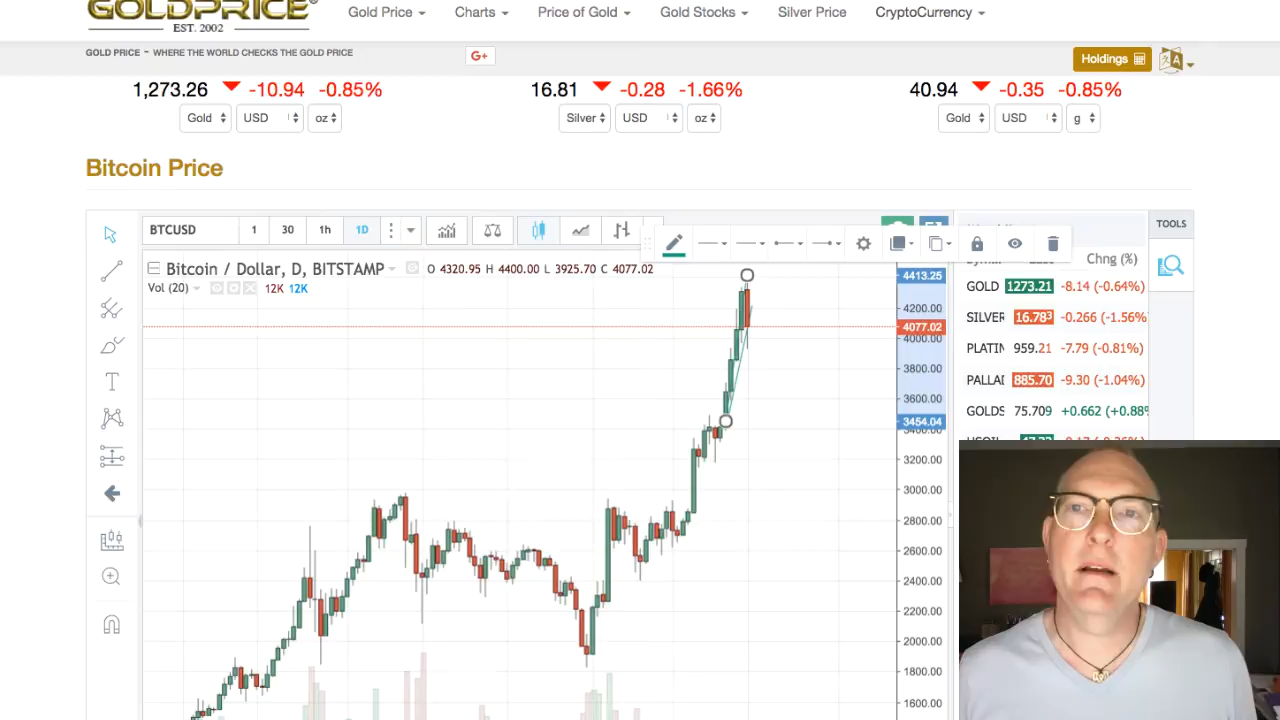 GOLDPRICE®
EST. 2002
Gold Price Charts Price of Gold Gold Stocks Silver Price CryptoCurrency
GOLD PRICE - WHERE THE WORLD CHECKS THE GOLD PRICE
G+
Holdings
1,273.26 -10.94 -0.85% 16.81 -0.28 -1.66% 40.94 -0.35 -0.85%
Gold USD oz Silver USD oz Gold USD g
Bitcoin Price
BTCUSD 1 30 1h 1D
TOOLS
Bitcoin / Dollar, D, BITSTAMP O 4320.95 H 4400.00 L 3925.70 C 4077.02
Vol (20) 12K 12K
Chng (%)
GOLD 1273.21 -8.14 (-0.64%)
SILVER 16.783 -0.266 (-1.56%)
PLATIN 959.21 -7.79 (-0.81%)
PALLA 885.70 -9.30 (-1.04%)
GOLDS 75.709 +0.662 (+0.88%
4413.25
4200.00
4077.02
4000.00
3800.00
3600.00
3454.04
3400.00
3200.00
3000.00
2800.00
2600.00
2400.00
2200.00
2000.00
1800.00
1600.00